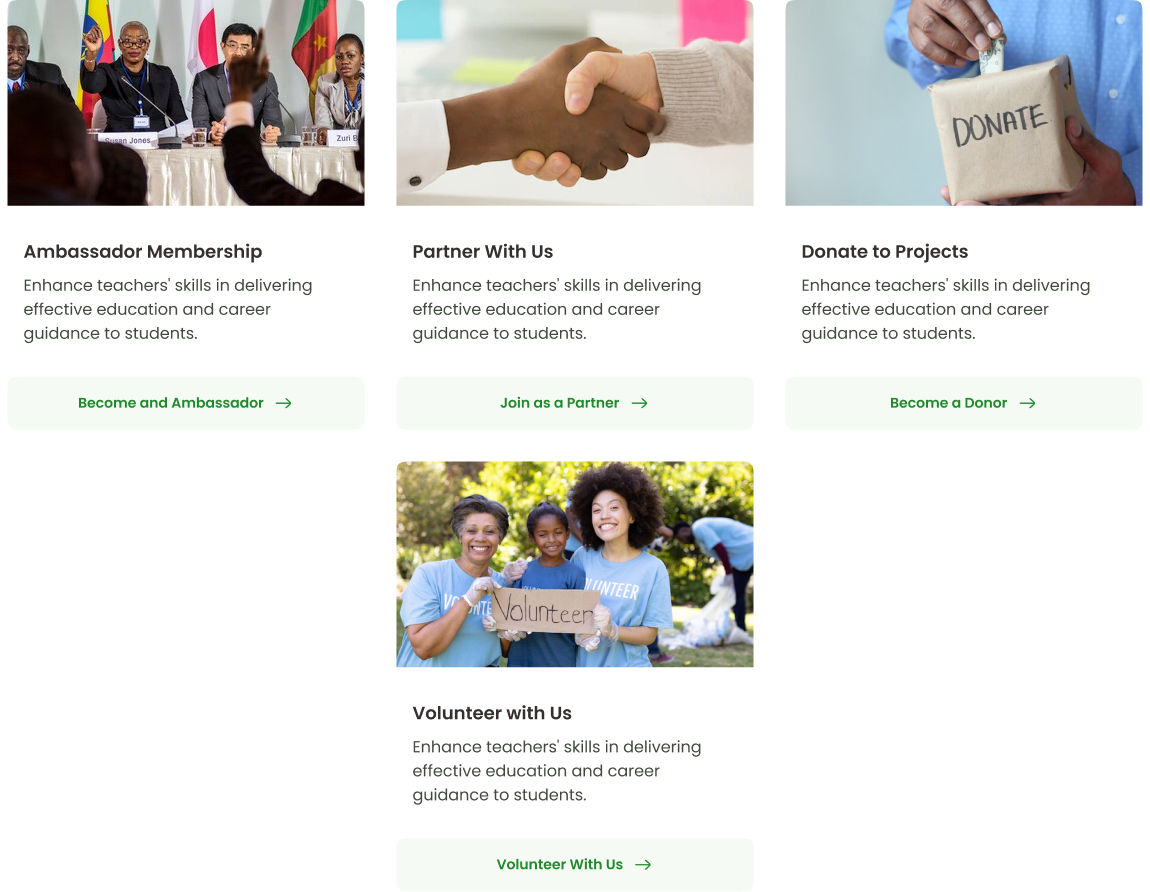 Susan Jones
Zuri B
DONATE
Ambassador Membership
Enhance teachers' skills in delivering
effective education and career
guidance to students.
Become and Ambassador
Partner With Us
Enhance teachers' skills in delivering
effective education and career
guidance to students.
Join as a Partner
Donate to Projects
Enhance teachers' skills in delivering
effective education and career
guidance to students.
Become a Donor
VOLUNTE
Volunteer
VOLUNTEER
Volunteer with Us
Enhance teachers' skills in delivering
effective education and career
guidance to students.
Volunteer With Us